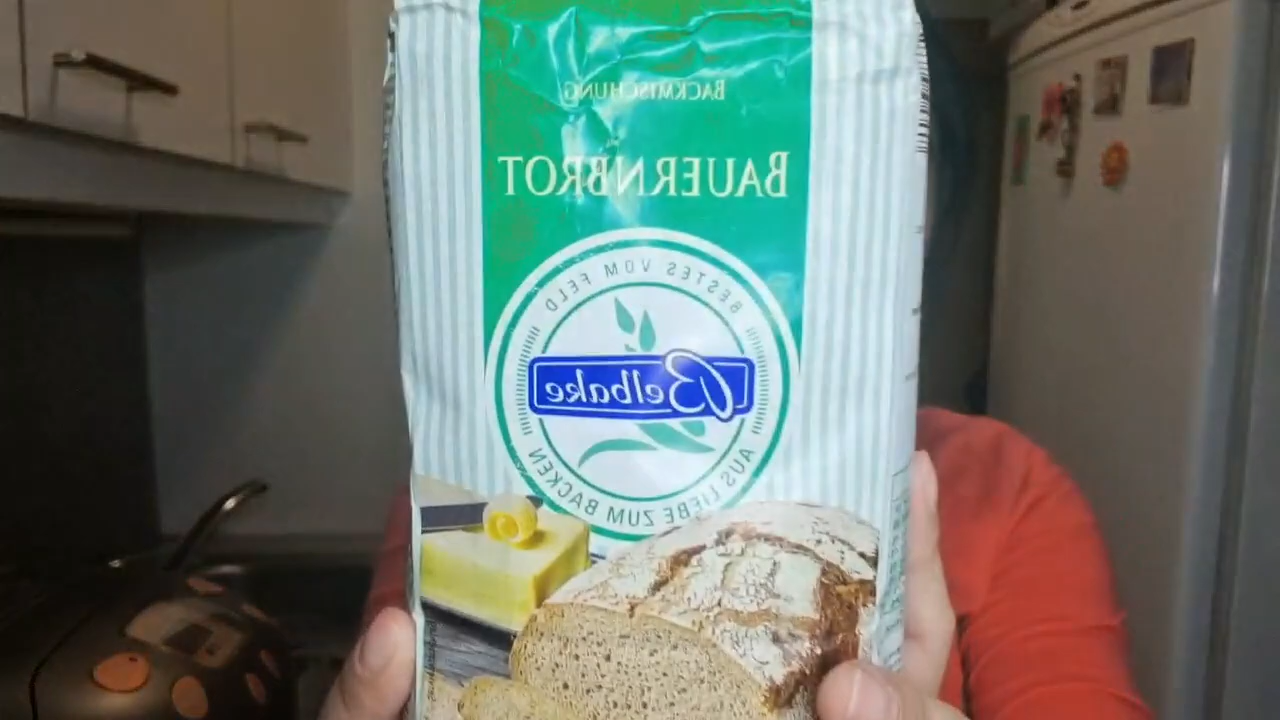 BACKMISCHUNG
BAUERNBROT
BESTES VOM FELD
Belbake
AUS LIEBE ZUM BACKEN